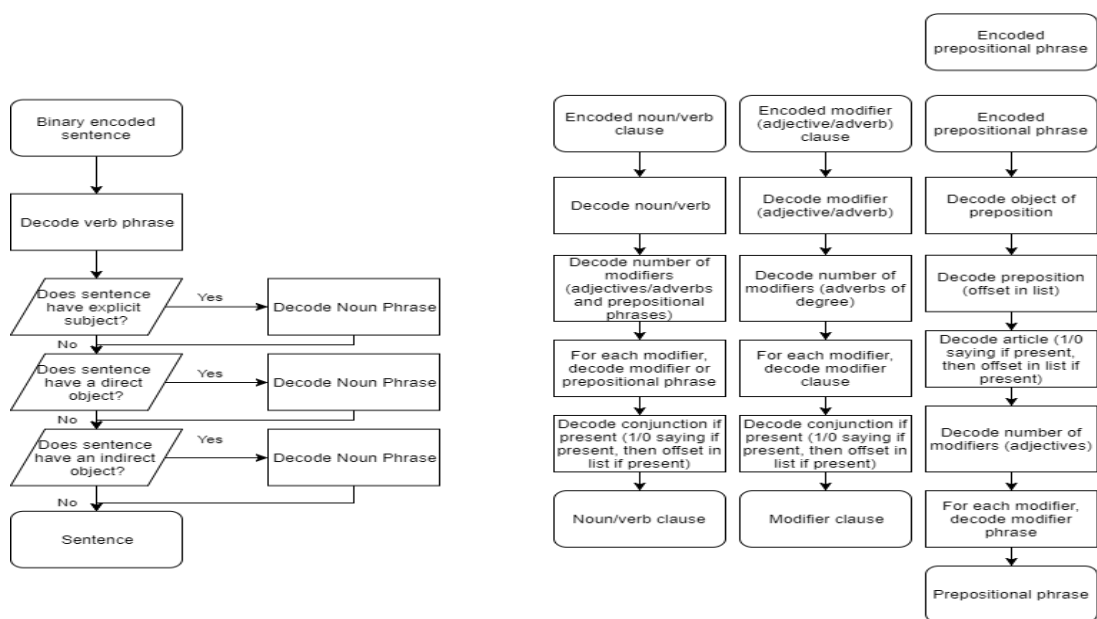 Binary encoded
sentence
Decode verb phrase
Does sentence
have explicit
subject?
Yes
Decode Noun Phrase
No
Does sentence
have a direct
object?
Yes
Decode Noun Phrase
No
Does sentence
have an indirect
object?
Yes
Decode Noun Phrase
No
Sentence
Encoded noun/verb
clause
Decode noun/verb
Decode number of
modifiers
(adjectives/adverbs
and prepositional
phrases)
For each modifier,
decode modifier or
prepositional phrase
Decode conjunction if
present (1/0 saying if
present, then offset in
list if present)
Noun/verb clause
Encoded modifier
(adjective/adverb)
clause
Decode modifier
(adjective/adverb)
Decode number of
modifiers (adverbs of
degree)
For each modifier,
decode modifier
clause
Decode conjunction if
present (1/0 saying if
present, then offset in
list if present)
Modifier clause
Encoded
prepositional phrase
Encoded
prepositional phrase
Decode object of
preposition
Decode preposition
(offset in list)
Decode article (1/0
saying if present,
then offset in list if
present)
Decode number of
modifiers (adjectives)
For each modifier,
decode modifier
phrase
Prepositional phrase